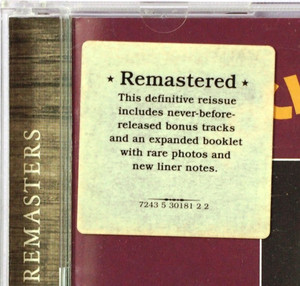 ★ Remastered ★
This definitive reissue
includes never-before-
released bonus tracks
and an expanded booklet
with rare photos and
new liner notes.
7243 5 30181 2 2
REMASTERS